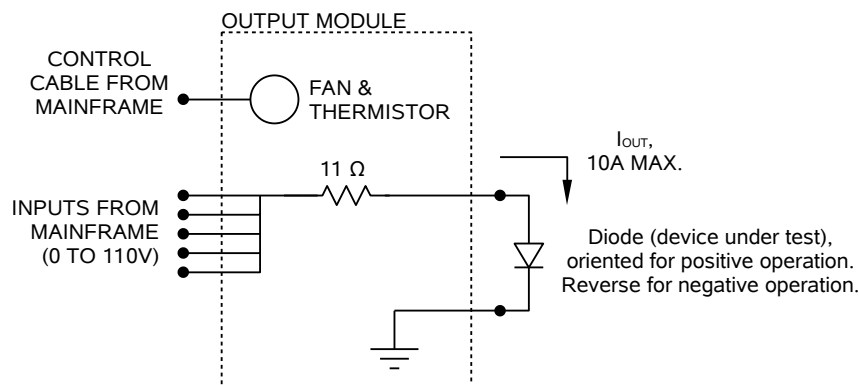 OUTPUT MODULE
CONTROL
CABLE FROM
MAINFRAME
FAN &
THERMISTOR
IOUT,
10A MAX.
11 Ω
INPUTS FROM
MAINFRAME
(0 TO 110V)
Diode (device under test),
oriented for positive operation.
Reverse for negative operation.